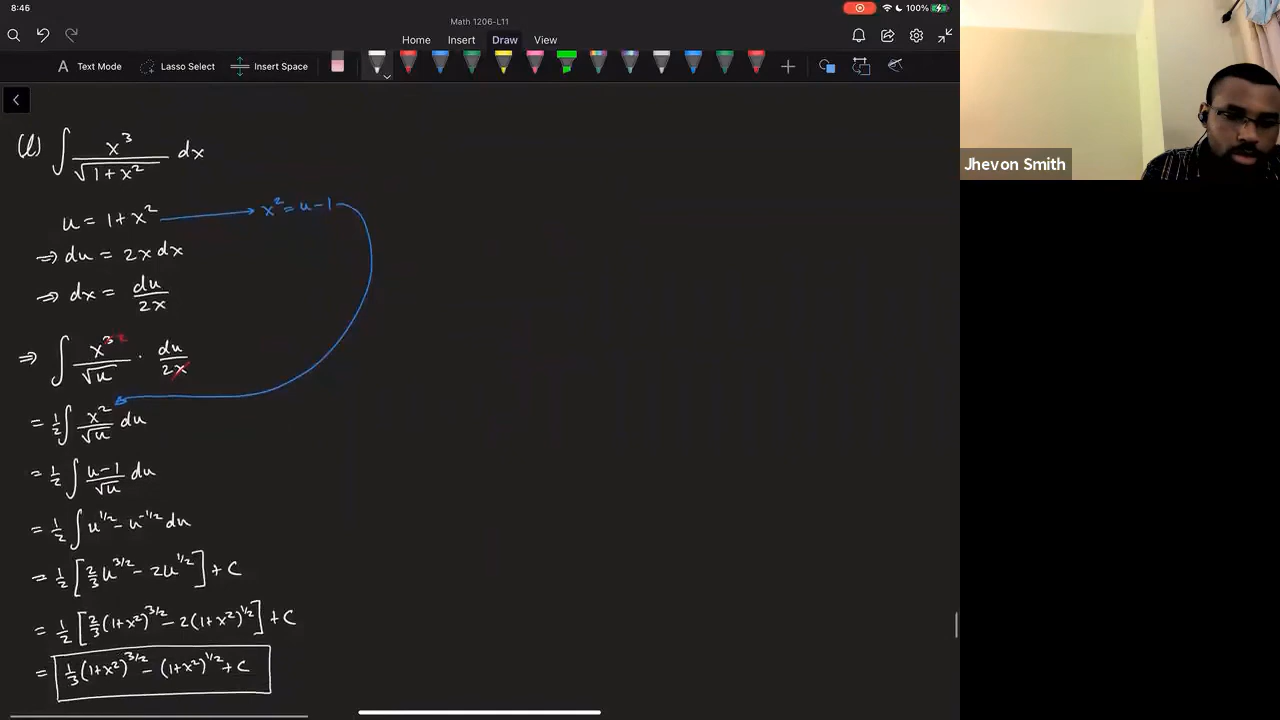 8:46
100%
Math 1206-L11
Home Insert Draw View
Text Mode Lasso Select Insert Space
(l) ∫ x³/√(1+x²) dx
u = 1+x² → x² = u-1
⇒ du = 2x dx
⇒ dx = du/2x
⇒ ∫ x³/√u · du/2x
= ½∫ x²/√u du
= ½ ∫ (u-1)/√u du
= ½ ∫ u^1/2 - u^-1/2 du
= ½ [⅔u^3/2 - 2u^1/2] + C
= ½ [⅔(1+x²)^3/2 - 2(1+x²)^1/2] + C
= ⅓(1+x²)^3/2 - (1+x²)^1/2 + C
Jhevon Smith